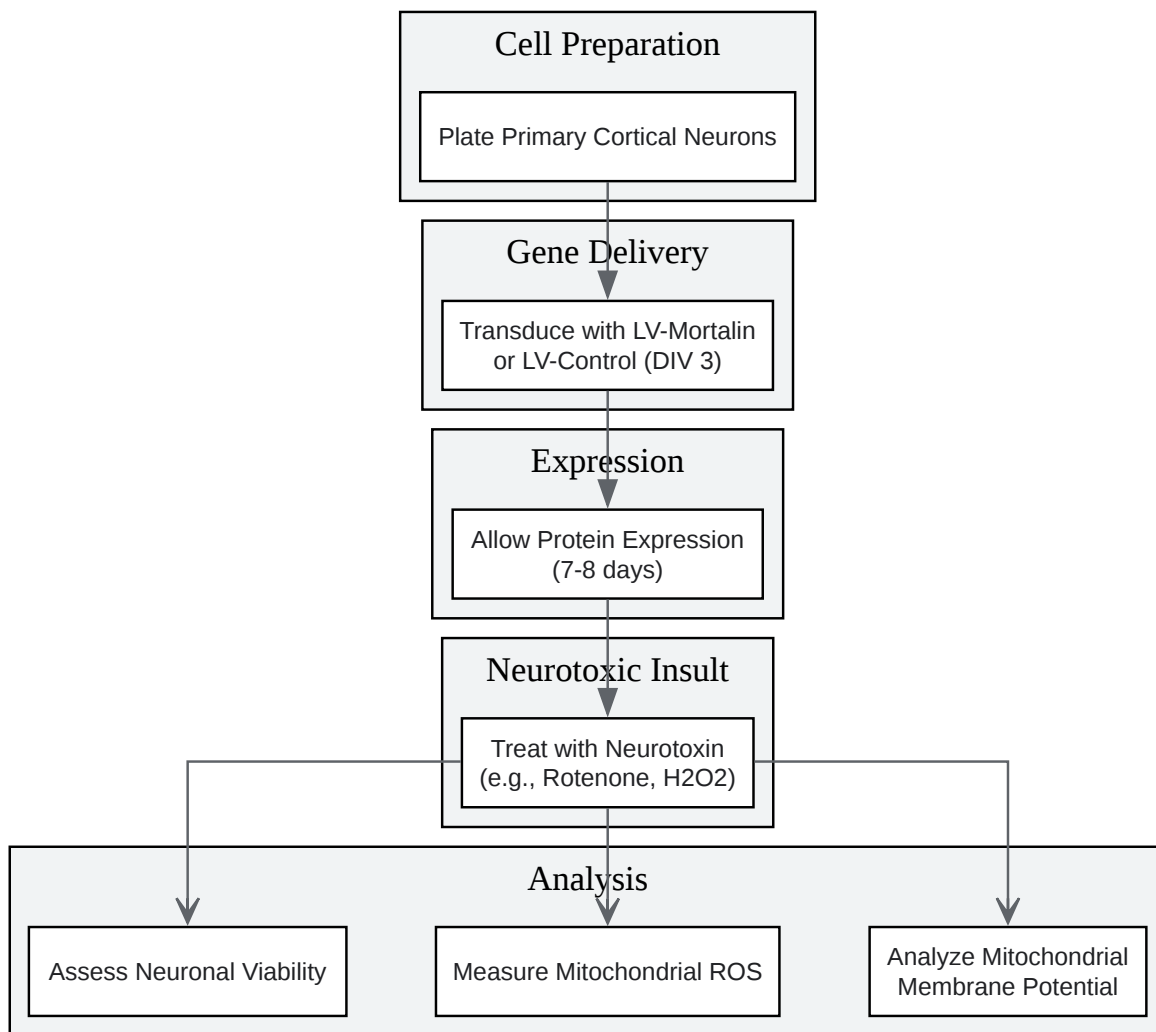 Cell Preparation
Plate Primary Cortical Neurons
Gene Delivery
Transduce with LV-Mortalin
or LV-Control (DIV 3)
Expression
Allow Protein Expression
(7-8 days)
Neurotoxic Insult
Treat with Neurotoxin
(e.g., Rotenone, H2O2)
Analysis
Assess Neuronal Viability
Measure Mitochondrial ROS
Analyze Mitochondrial
Membrane Potential